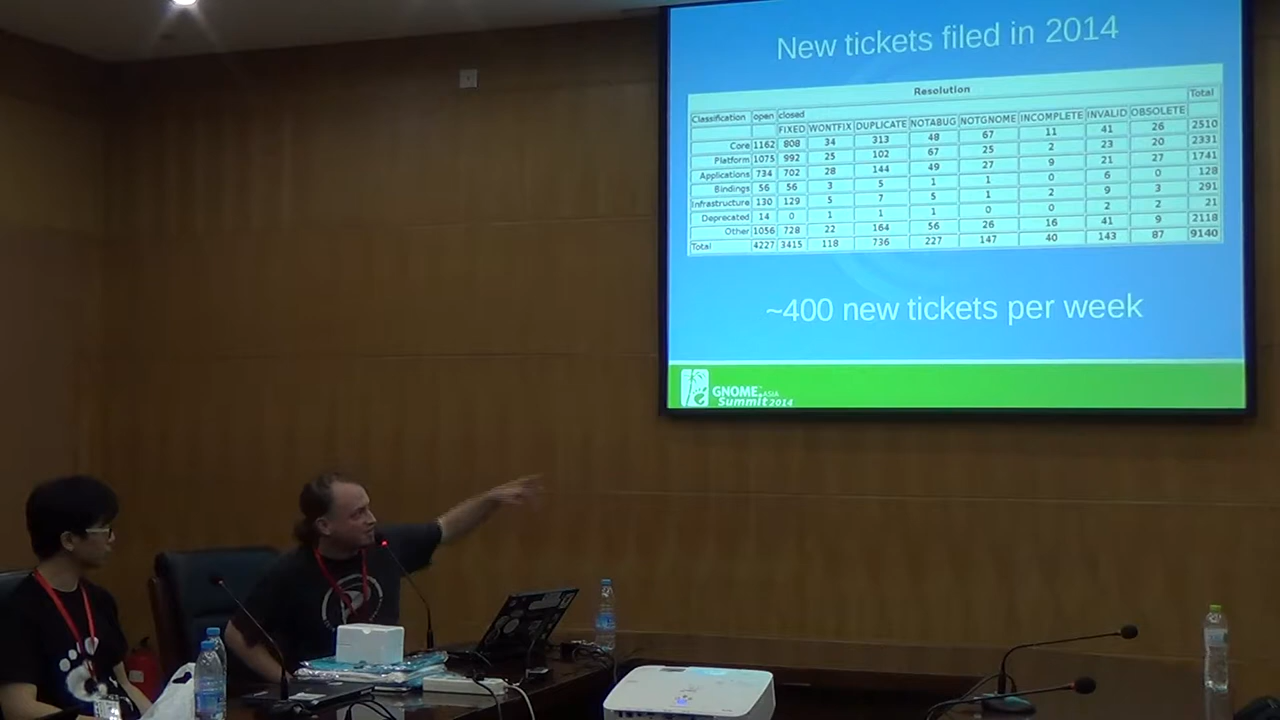 New tickets filed in 2014
Resolution Total
Classification open closed
FIXED WONTFIX DUPLICATE NOTABUG NOTGNOME INCOMPLETE INVALID OBSOLETE
Core 1162 808 34 313 48 67 11 41 26 2510
Platform 1075 992 25 102 67 25 2 23 20 2331
Applications 734 702 28 144 49 27 9 21 27 1741
Bindings 56 56 3 5 1 1 0 6 0 128
Infrastructure 130 129 5 7 5 1 2 9 3 291
Deprecated 14 0 1 1 1 0 0 2 2 21
Other 1056 728 22 164 56 26 16 41 9 2118
Total 4227 3415 118 736 227 147 40 143 87 9140
~400 new tickets per week
GNOME™ ASIA
Summit 2014